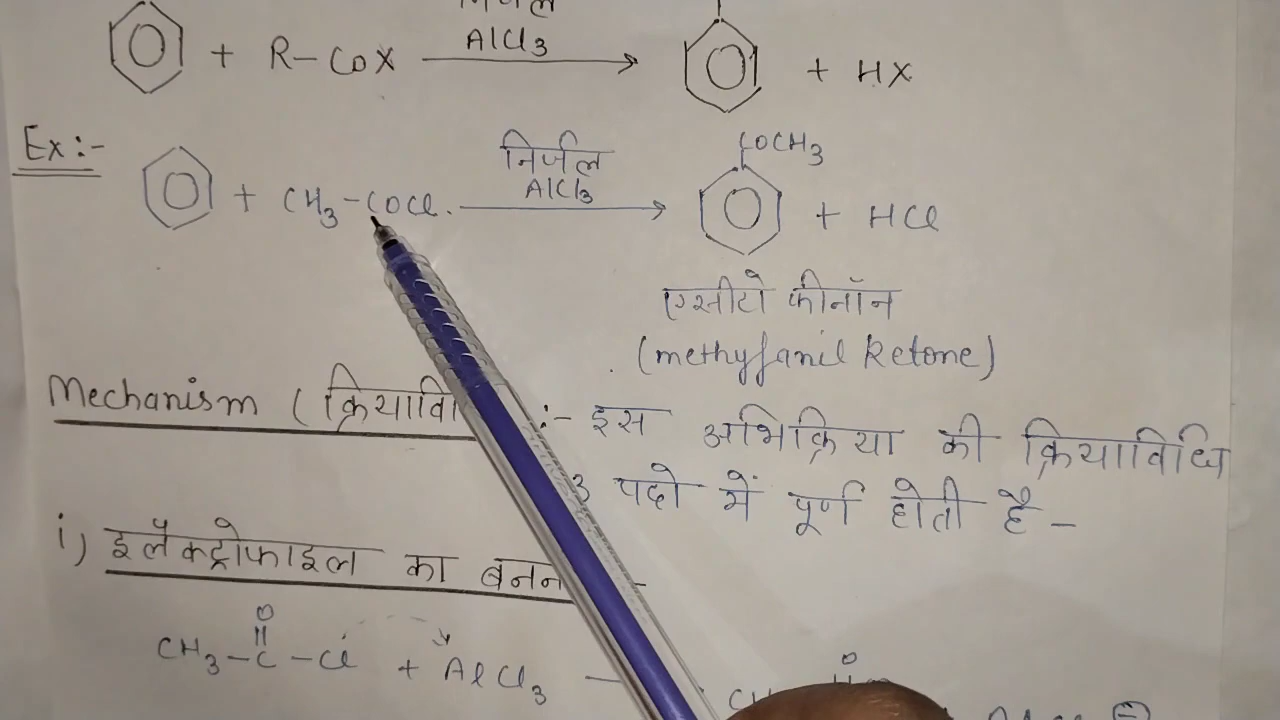 निर्जल
AlCl3
+ R-COX → + HX
Ex:-
COCH3
निर्जल
AlCl3
+ CH3-COCl. → + HCl
एसीटो फीनॉन
(methyfanil Ketone)
Mechanism (क्रियावि :- इस अभिक्रिया की क्रियाविधि
3 पदो में पूर्ण होती है -
i) इलैक्ट्रोफाइल का बनन -
O
CH3-C-Cl + AlCl3
O